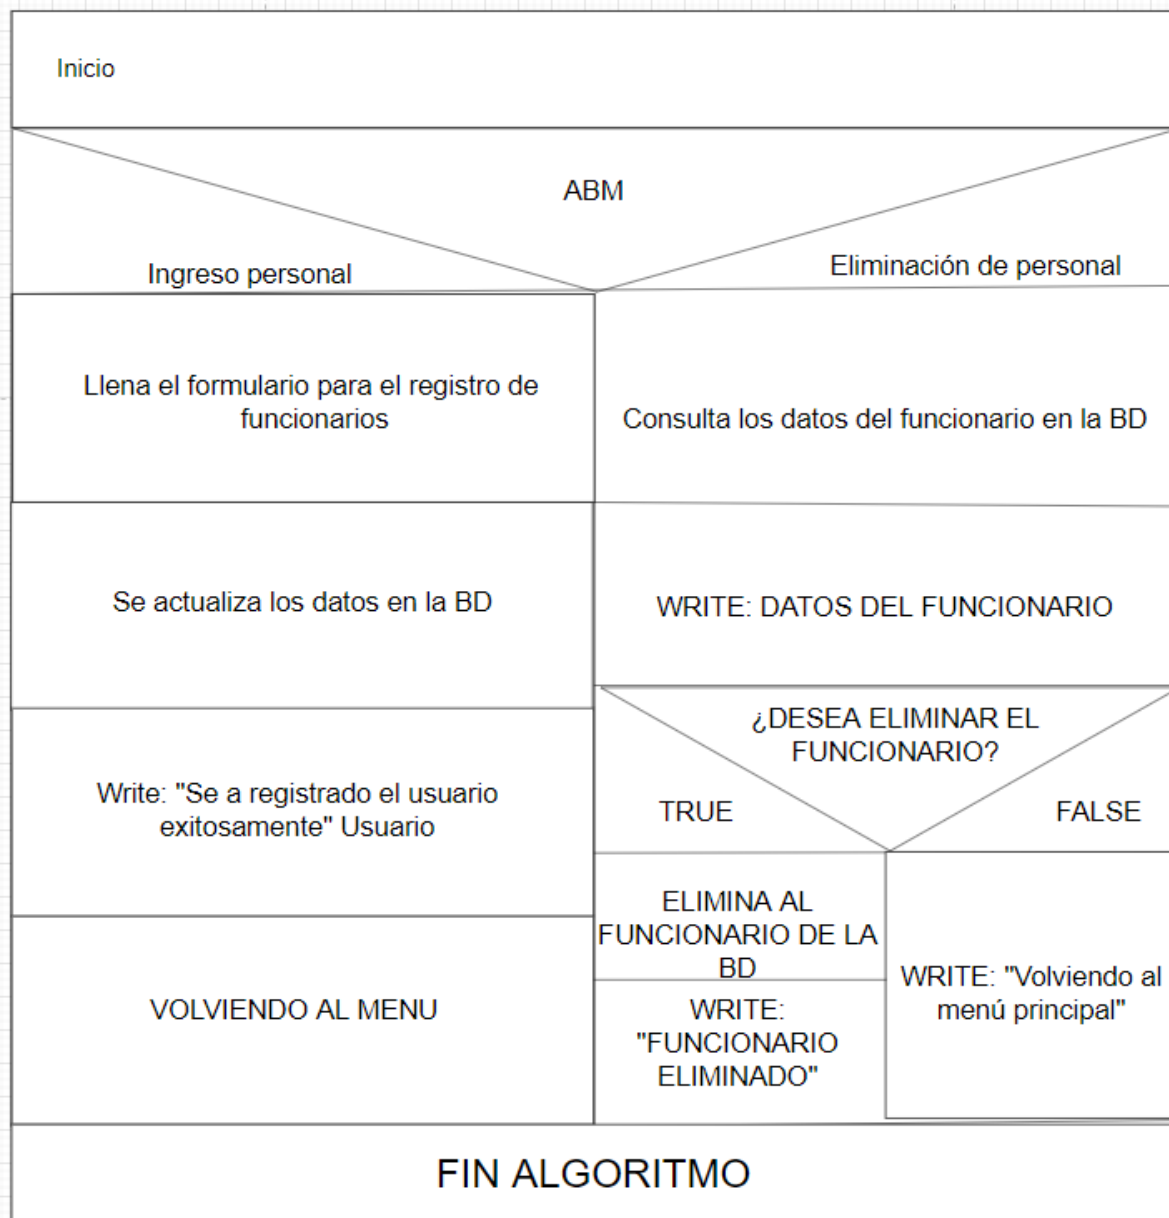 Inicio
ABM
Ingreso personal
Eliminación de personal
Llena el formulario para el registro de
funcionarios
Consulta los datos del funcionario en la BD
Se actualiza los datos en la BD
WRITE: DATOS DEL FUNCIONARIO
Write: "Se a registrado el usuario
exitosamente" Usuario
¿DESEA ELIMINAR EL
FUNCIONARIO?
TRUE
FALSE
VOLVIENDO AL MENU
ELIMINA AL
FUNCIONARIO DE LA
BD
WRITE:
"FUNCIONARIO
ELIMINADO"
WRITE: "Volviendo al
menú principal"
FIN ALGORITMO